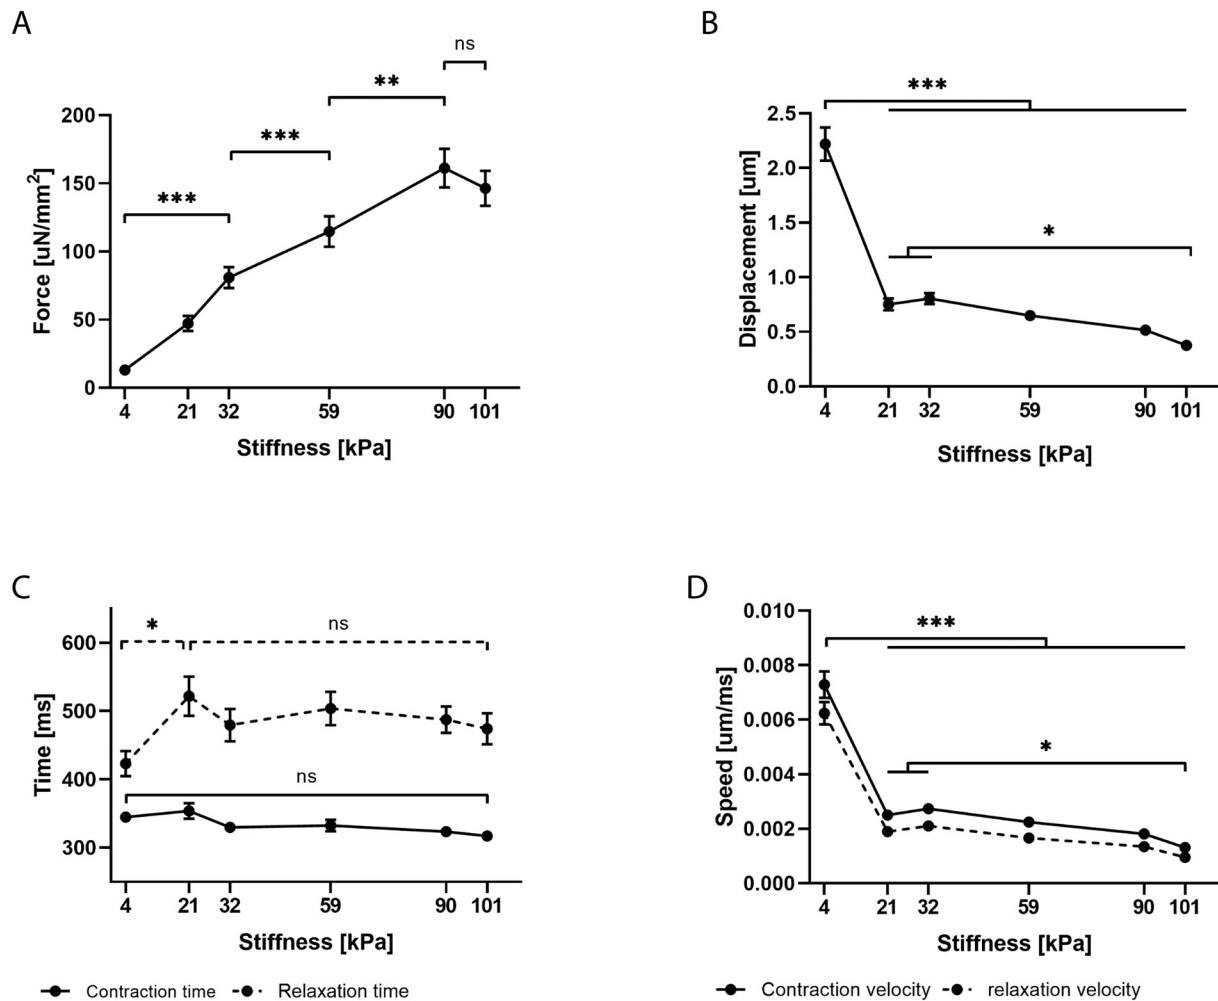 A
ns
**
***
***
200
150
100
50
0
Force [uN/mm2]
4 21 32 59 90 101
Stiffness [kPa]
B
***
*
2.5
2.0
1.5
1.0
0.5
0.0
Displacement [um]
4 21 32 59 90 101
Stiffness [kPa]
C
*
ns
ns
600
500
400
300
Time [ms]
4 21 32 59 90 101
Stiffness [kPa]
Contraction time Relaxation time
D
***
*
0.010
0.008
0.006
0.004
0.002
0.000
Speed [um/ms]
4 21 32 59 90 101
Stiffness [kPa]
Contraction velocity relaxation velocity